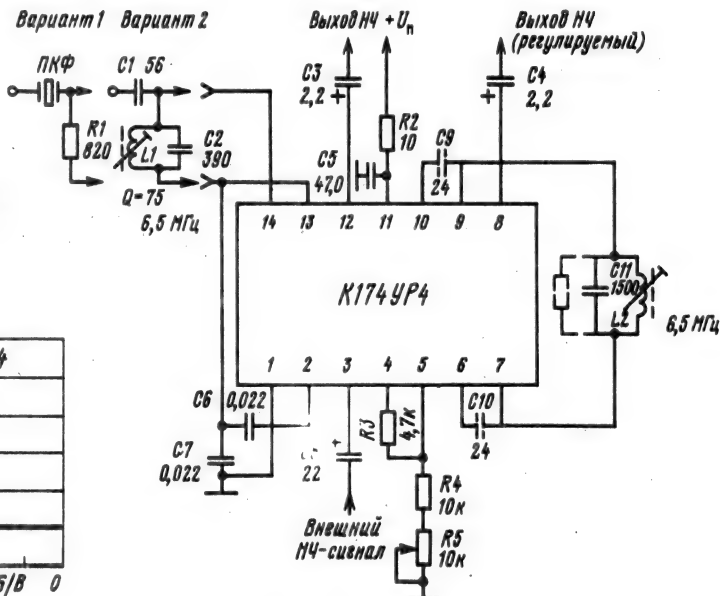 Вариант 1 Вариант 2
Выход НЧ + Uп
Выход НЧ
(регулируемый)
ПКФ
C1 56
R1
820
L1
C2
390
Q=75
6,5 МГц
C3
2,2
+
R2
10
C5
47,0
C9
24
C4
2,2
+
14 13 12 11 10 9 8
К174УР4
1 2 3 4 5 6 7
C11
1500
L2
6,5 МГц
C6
0,022
C7
0,022
22
+
R3
4,7к
C10
24
R4
10к
R5
10к
Внешний
НЧ-сигнал
0